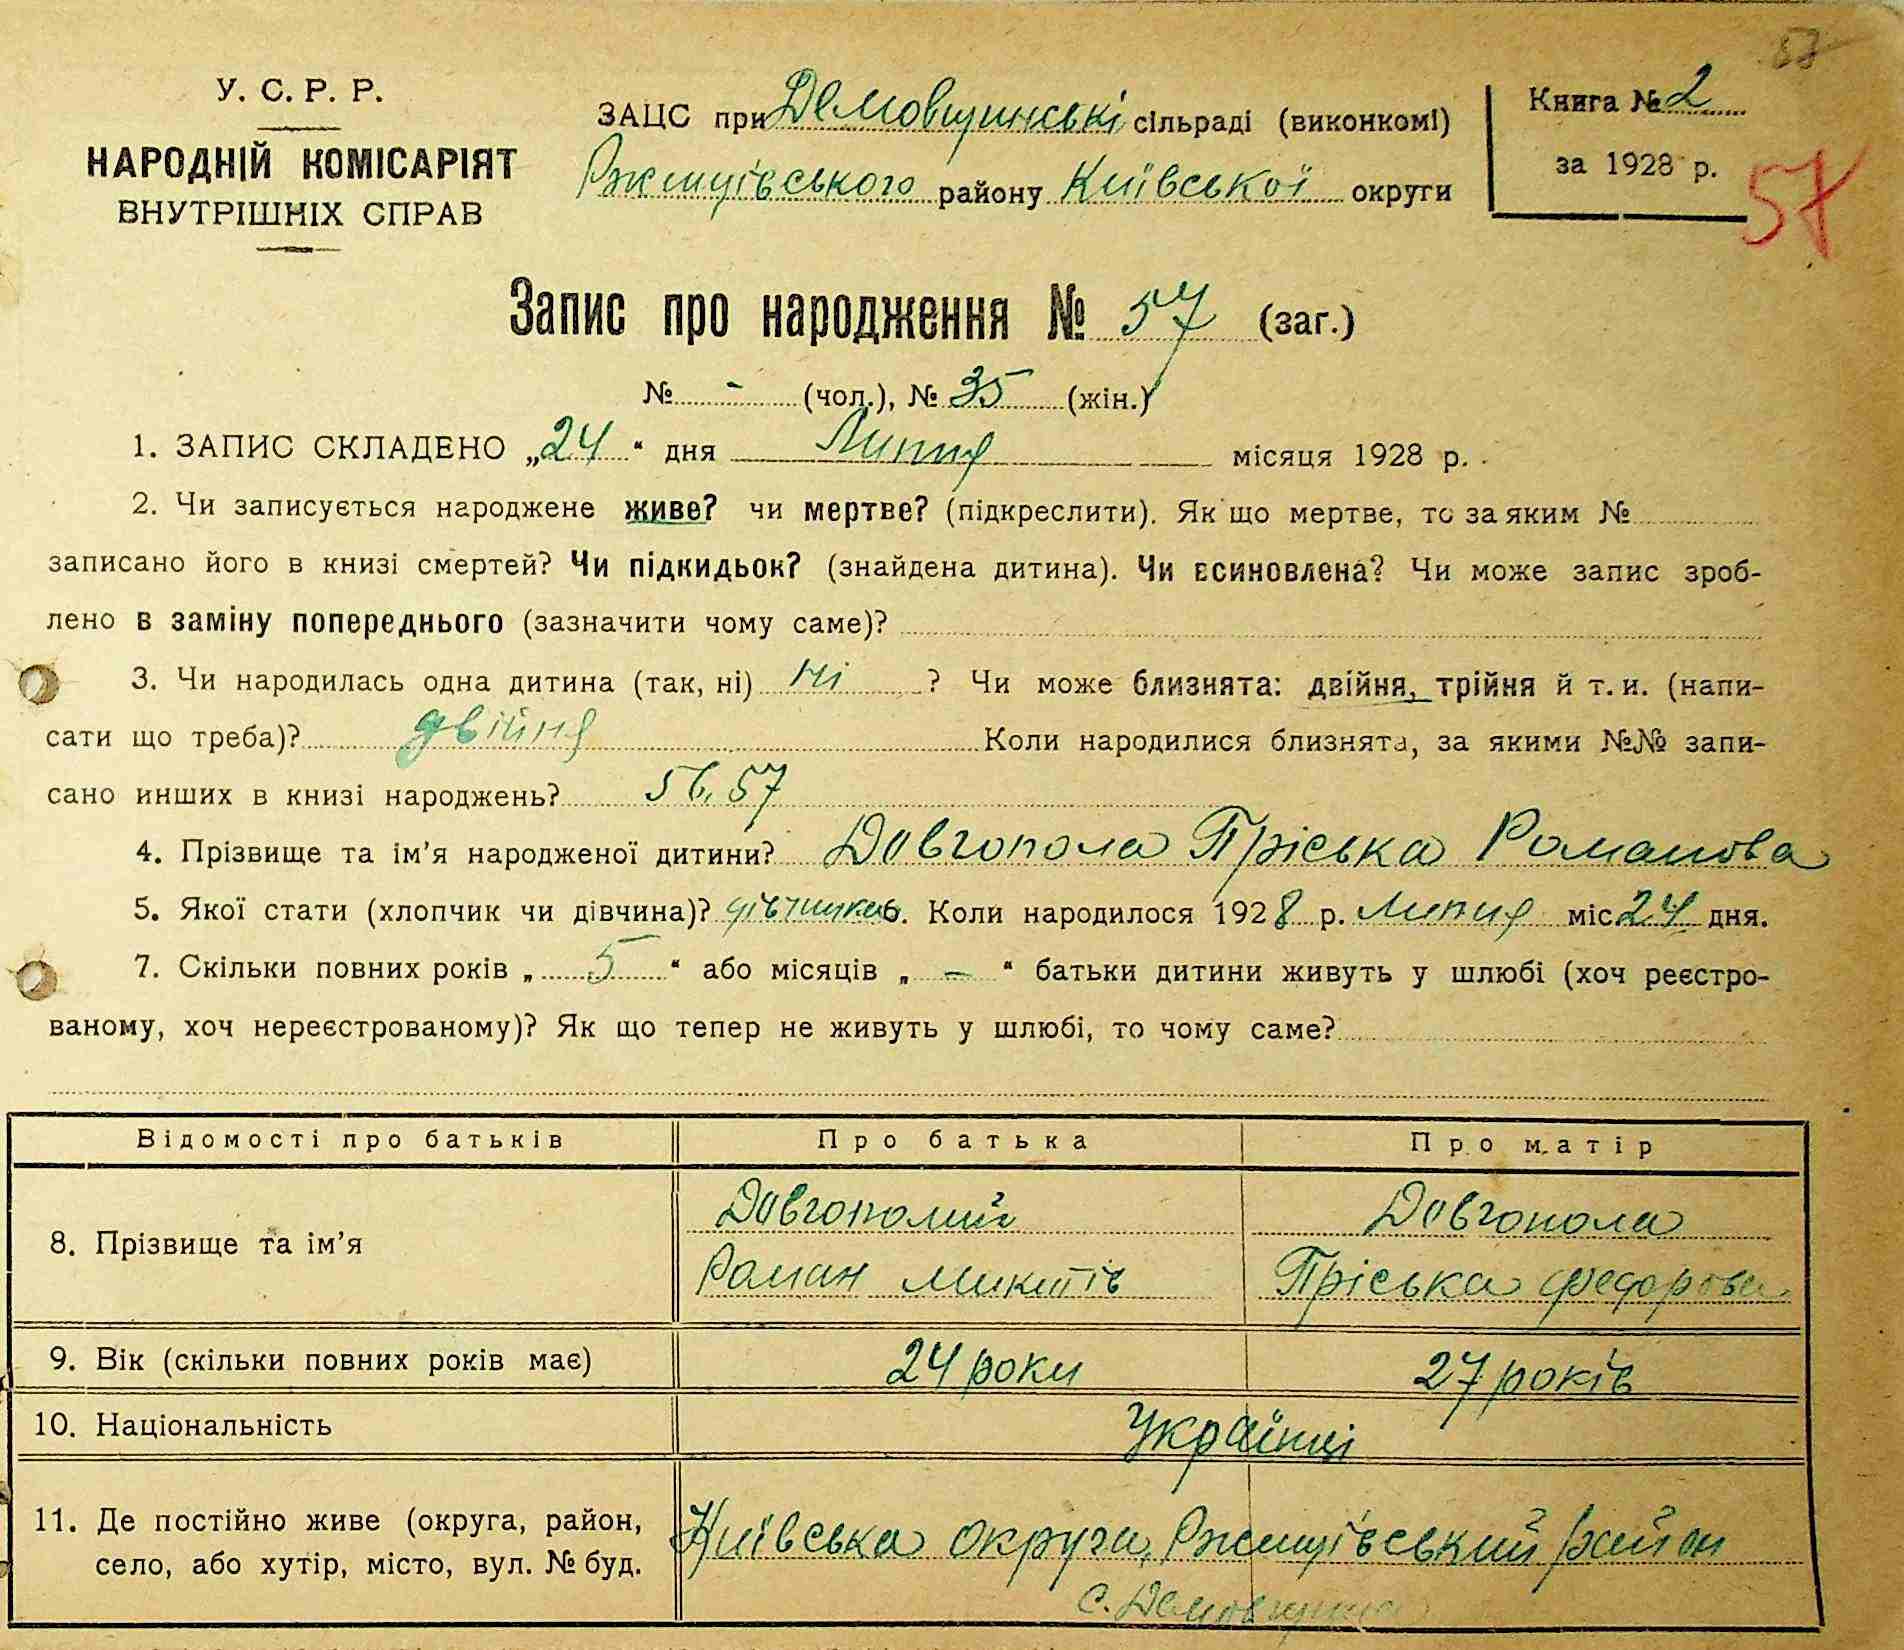 58
У. С. Р. Р.
НАРОДНІЙ КОМІСАРІЯТ
ВНУТРІШНІХ СПРАВ
ЗАЦС при Демовщинські сільраді (виконкомі)
Ржищівського району Київської округи
Книга № 2
за 1928 р.
57
Запис про народження № 57 (заг.)
№ - (чол.), № 35 (жін.)
1. ЗАПИС СКЛАДЕНО „24“ дня Липня місяця 1928 р.
2. Чи записується народжене живе? чи мертве? (підкреслити). Як що мертве, то за яким №
записано його в книзі смертей? Чи підкидьок? (знайдена дитина). Чи всиновлена? Чи може запис зроб-
лено в заміну попереднього (зазначити чому саме)?
3. Чи народилась одна дитина (так, ні) ні ? Чи може близнята: двійня, трійня й т. и. (напи-
сати що треба)? двійня Коли народилися близнята, за якими №№ запи-
сано инших в книзі народжень? 56, 57
4. Прізвище та ім’я народженої дитини? Довгопола Пріська Романова
5. Якої стати (хлопчик чи дівчина)? дівчинка. Коли народилося 1928 р. Липня міс. 24 дня.
7. Скільки повних років „ 5 “ або місяців „ – “ батьки дитини живуть у шлюбі (хоч реєстро-
ваному, хоч нереєстрованому)? Як що тепер не живуть у шлюбі, то чому саме?
Відомості про батьків Про батька Про матір
8. Прізвище та ім’я Довгополий Роман Микитів Довгопола Пріська Федорова
9. Вік (скільки повних років має) 24 роки 27 років
10. Національність Українці
11. Де постійно живе (округа, район, Київська округа, Ржищівський район
село, або хутір, місто, вул. № буд. с. Демовщина